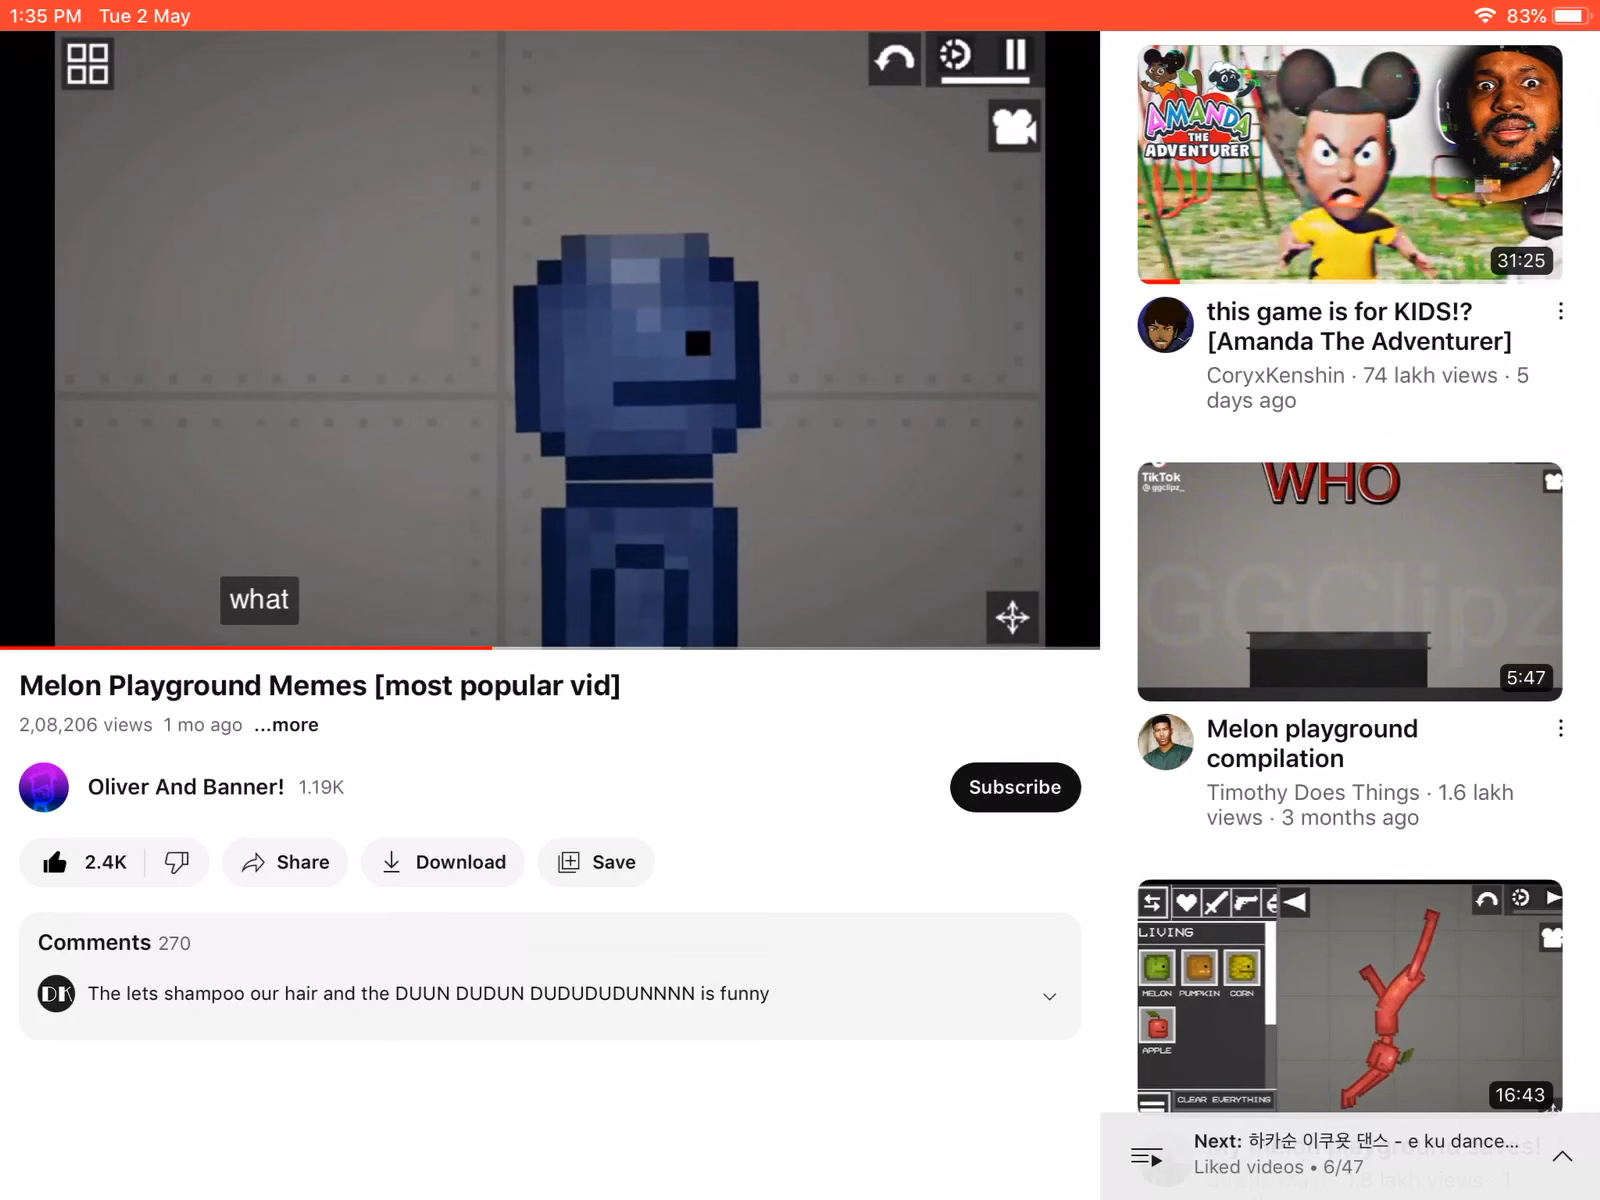 1:35 PM Tue 2 May
83%
what
Melon Playground Memes [most popular vid]
2,08,206 views 1 mo ago ...more
Oliver And Banner! 1.19K
Subscribe
2.4K
Share
Download
Save
Comments 270
DK
The lets shampoo our hair and the DUUN DUDUN DUDUDUDUNNNN is funny
AMANDA
THE
ADVENTURER
31:25
this game is for KIDS!?
[Amanda The Adventurer]
CoryxKenshin · 74 lakh views · 5
days ago
TikTok
@ggclipz_
WHO
GGClipz
5:47
Melon playground
compilation
Timothy Does Things · 1.6 lakh
views · 3 months ago
LIVING
MELON PUMPKIN CORN
APPLE
CLEAR EVERYTHING
16:43
Next: 하카순 이쿠욧 댄스 - e ku dance...
Liked videos • 6/47